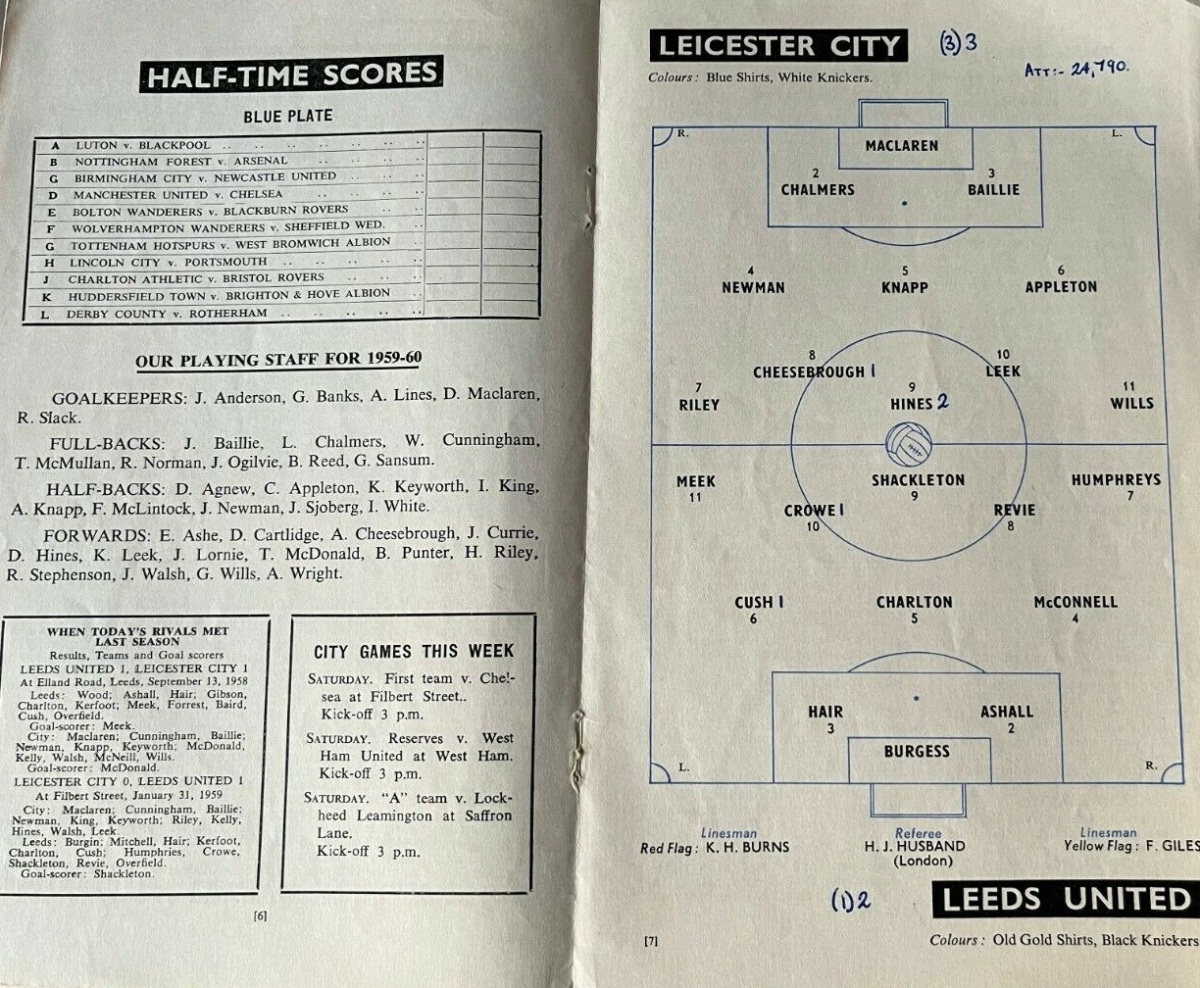 HALF-TIME SCORES
BLUE PLATE
A LUTON v. BLACKPOOL .. .. .. .. .. ..
B NOTTINGHAM FOREST v. ARSENAL .. .. ..
G BIRMINGHAM CITY v. NEWCASTLE UNITED .. ..
D MANCHESTER UNITED v. CHELSEA .. .. ..
E BOLTON WANDERERS v. BLACKBURN ROVERS .. ..
F WOLVERHAMPTON WANDERERS v. SHEFFIELD WED.
G TOTTENHAM HOTSPURS v. WEST BROMWICH ALBION
H LINCOLN CITY v. PORTSMOUTH .. .. .. ..
J CHARLTON ATHLETIC v. BRISTOL ROVERS .. .. ..
K HUDDERSFIELD TOWN v. BRIGHTON & HOVE ALBION ..
L DERBY COUNTY v. ROTHERHAM .. .. .. ..
OUR PLAYING STAFF FOR 1959-60
GOALKEEPERS: J. Anderson, G. Banks, A. Lines, D. Maclaren,
R. Slack.
FULL-BACKS: J. Baillie, L. Chalmers, W. Cunningham,
T. McMullan, R. Norman, J. Ogilvie, B. Reed, G. Sansum.
HALF-BACKS: D. Agnew, C. Appleton, K. Keyworth, I. King,
A. Knapp, F. McLintock, J. Newman, J. Sjoberg, I. White.
FORWARDS: E. Ashe, D. Cartlidge, A. Cheesebrough, J. Currie,
D. Hines, K. Leek, J. Lornie, T. McDonald, B. Punter, H. Riley,
R. Stephenson, J. Walsh, G. Wills, A. Wright.
WHEN TODAY'S RIVALS MET
LAST SEASON
Results, Teams and Goal scorers
LEEDS UNITED 1, LEICESTER CITY 1
At Elland Road, Leeds, September 13, 1958
Leeds: Wood; Ashall, Hair; Gibson,
Charlton, Kerfoot; Meek, Forrest, Baird,
Cush, Overfield.
Goal-scorer: Meek.
City: Maclaren; Cunningham, Baillie;
Newman, Knapp, Keyworth; McDonald,
Kelly, Walsh, McNeill, Wills.
Goal-scorer: McDonald.
LEICESTER CITY 0, LEEDS UNITED 1
At Filbert Street, January 31, 1959
City: Maclaren; Cunningham, Baillie;
Newman, King, Keyworth; Riley, Kelly,
Hines, Walsh, Leek.
Leeds: Burgin; Mitchell, Hair; Kerfoot,
Charlton, Cush; Humphries, Crowe,
Shackleton, Revie, Overfield.
Goal-scorer: Shackleton.
CITY GAMES THIS WEEK
SATURDAY. First team v. Chel-
sea at Filbert Street..
Kick-off 3 p.m.
SATURDAY. Reserves v. West
Ham United at West Ham.
Kick-off 3 p.m.
SATURDAY. "A" team v. Lock-
heed Leamington at Saffron
Lane.
Kick-off 3 p.m.
[6]
LEICESTER CITY (3) 3
Colours: Blue Shirts, White Knickers.
ATT:- 24,790.
R. L.
MACLAREN
2 3
CHALMERS BAILLIE
4 5 6
NEWMAN KNAPP APPLETON
8 10
CHEESEBROUGH 1 LEEK
7 9 11
RILEY HINES 2 WILLS
MEEK SHACKLETON HUMPHREYS
11 9 7
CROWE 1 REVIE
10 8
CUSH 1 CHARLTON McCONNELL
6 5 4
HAIR ASHALL
3 2
BURGESS
L. R.
Linesman Referee Linesman
Red Flag: K. H. BURNS H. J. HUSBAND Yellow Flag: F. GILES
(London)
(1) 2 LEEDS UNITED
[7] Colours: Old Gold Shirts, Black Knickers